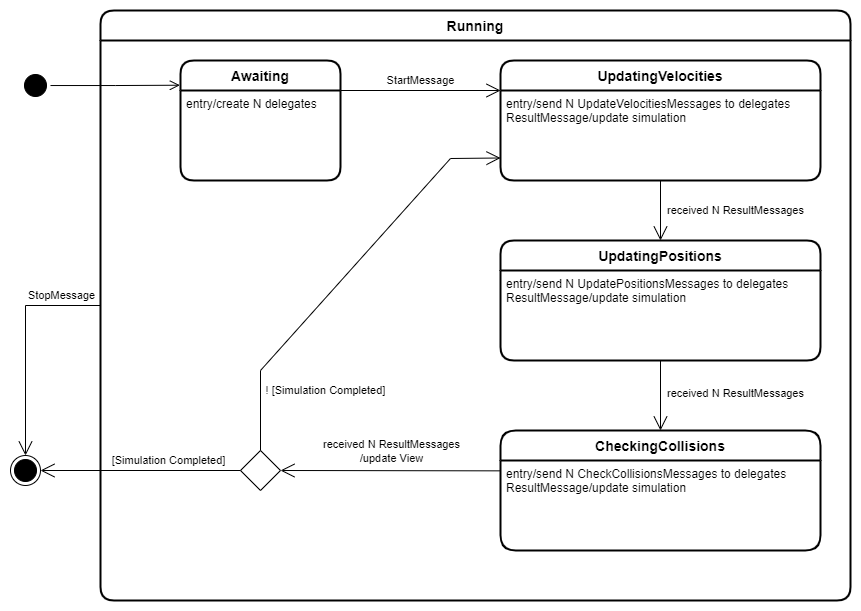 Running
Awaiting
entry/create N delegates
StartMessage
UpdatingVelocities
entry/send N UpdateVelocitiesMessages to delegates
ResultMessage/update simulation
received N ResultMessages
UpdatingPositions
entry/send N UpdatePositionsMessages to delegates
ResultMessage/update simulation
StopMessage
! [Simulation Completed]
received N ResultMessages
CheckingCollisions
entry/send N CheckCollisionsMessages to delegates
ResultMessage/update simulation
received N ResultMessages
/update View
[Simulation Completed]